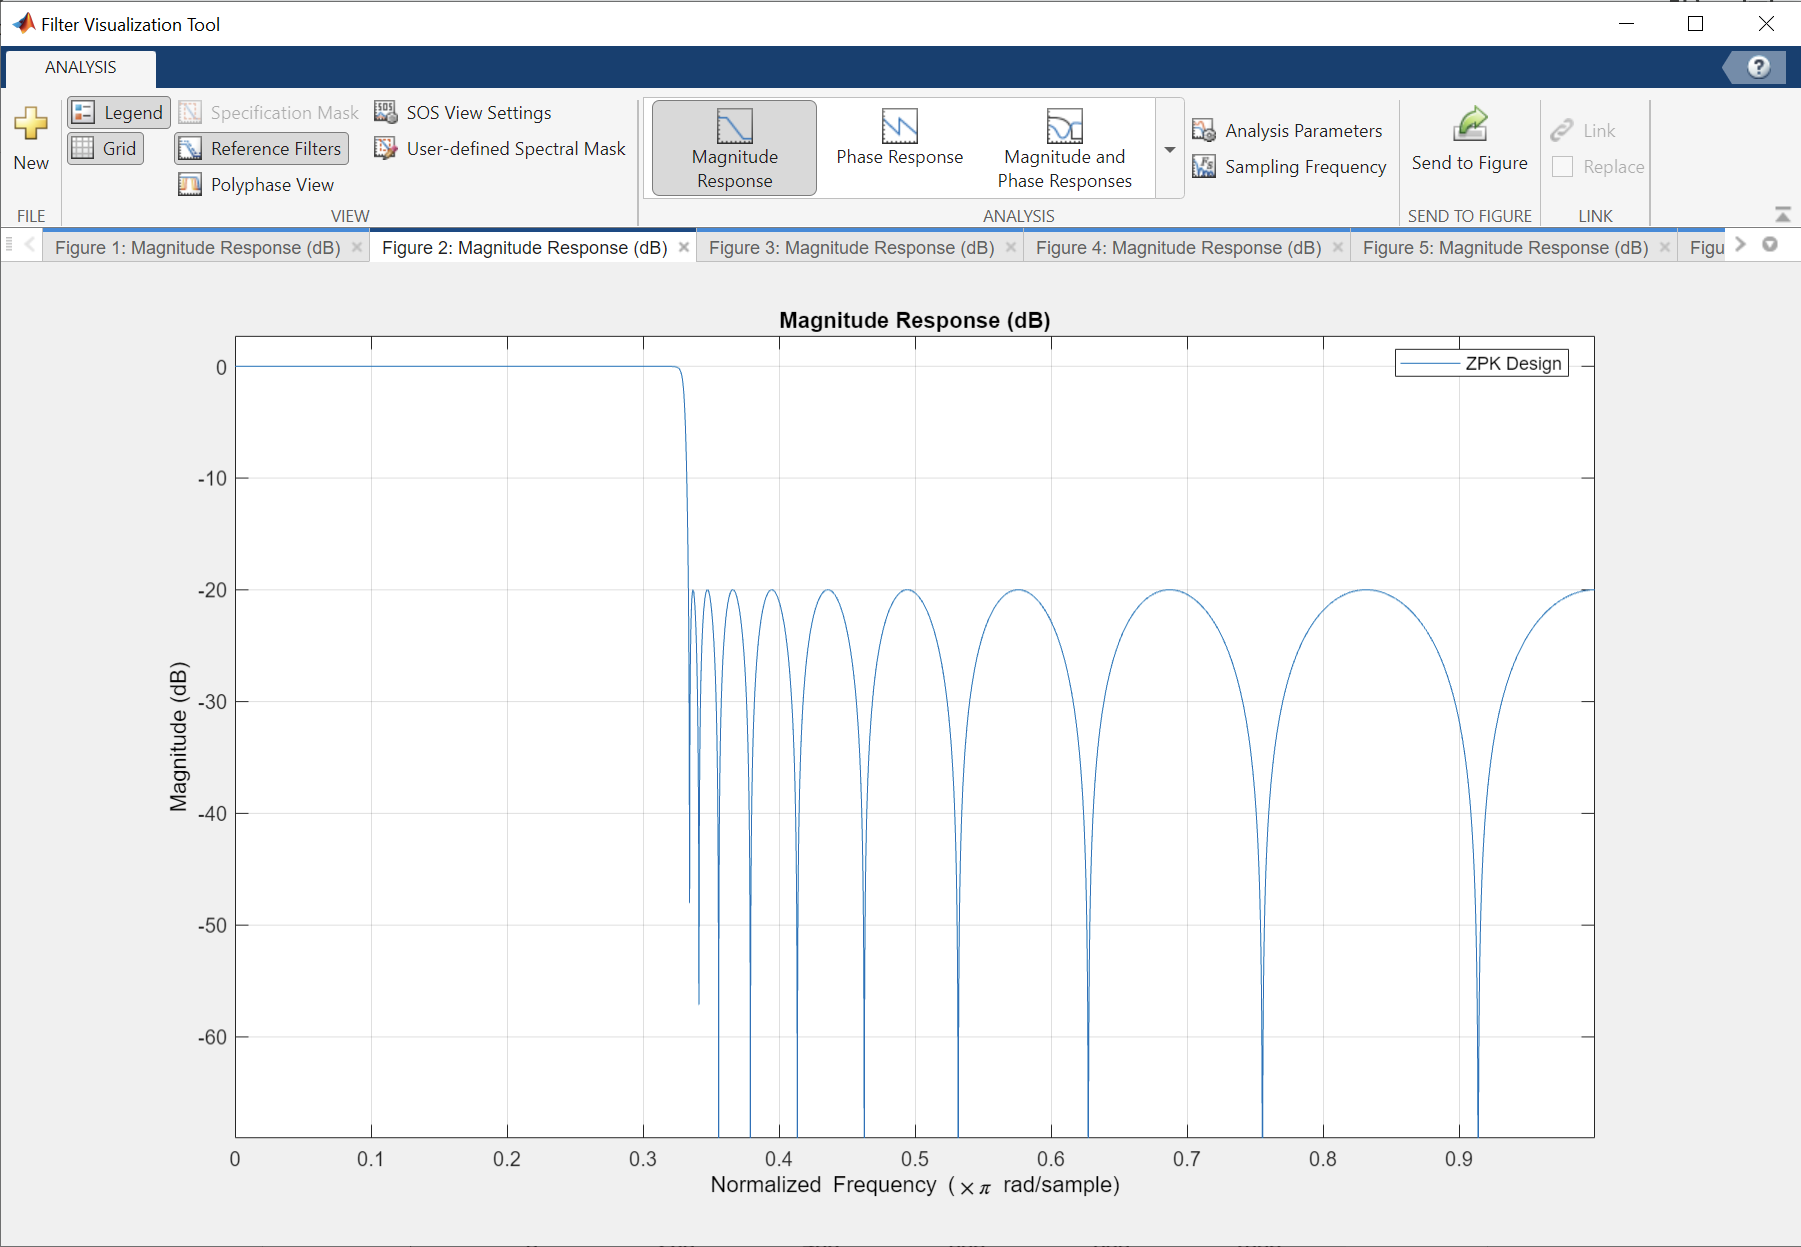 Filter Visualization Tool
ANALYSIS
?
New
Legend
Grid
Specification Mask
Reference Filters
Polyphase View
SOS View Settings
User-defined Spectral Mask
Magnitude
Response
Phase Response
Magnitude and
Phase Responses
Analysis Parameters
Sampling Frequency
Send to Figure
Link
Replace
FILE
VIEW
ANALYSIS
SEND TO FIGURE
LINK
Figure 1: Magnitude Response (dB)
Figure 2: Magnitude Response (dB)
Figure 3: Magnitude Response (dB)
Figure 4: Magnitude Response (dB)
Figure 5: Magnitude Response (dB)
Figu
Magnitude Response (dB)
ZPK Design
0
-10
-20
-30
-40
-50
-60
Magnitude (dB)
0 0.1 0.2 0.3 0.4 0.5 0.6 0.7 0.8 0.9
Normalized Frequency (×π rad/sample)